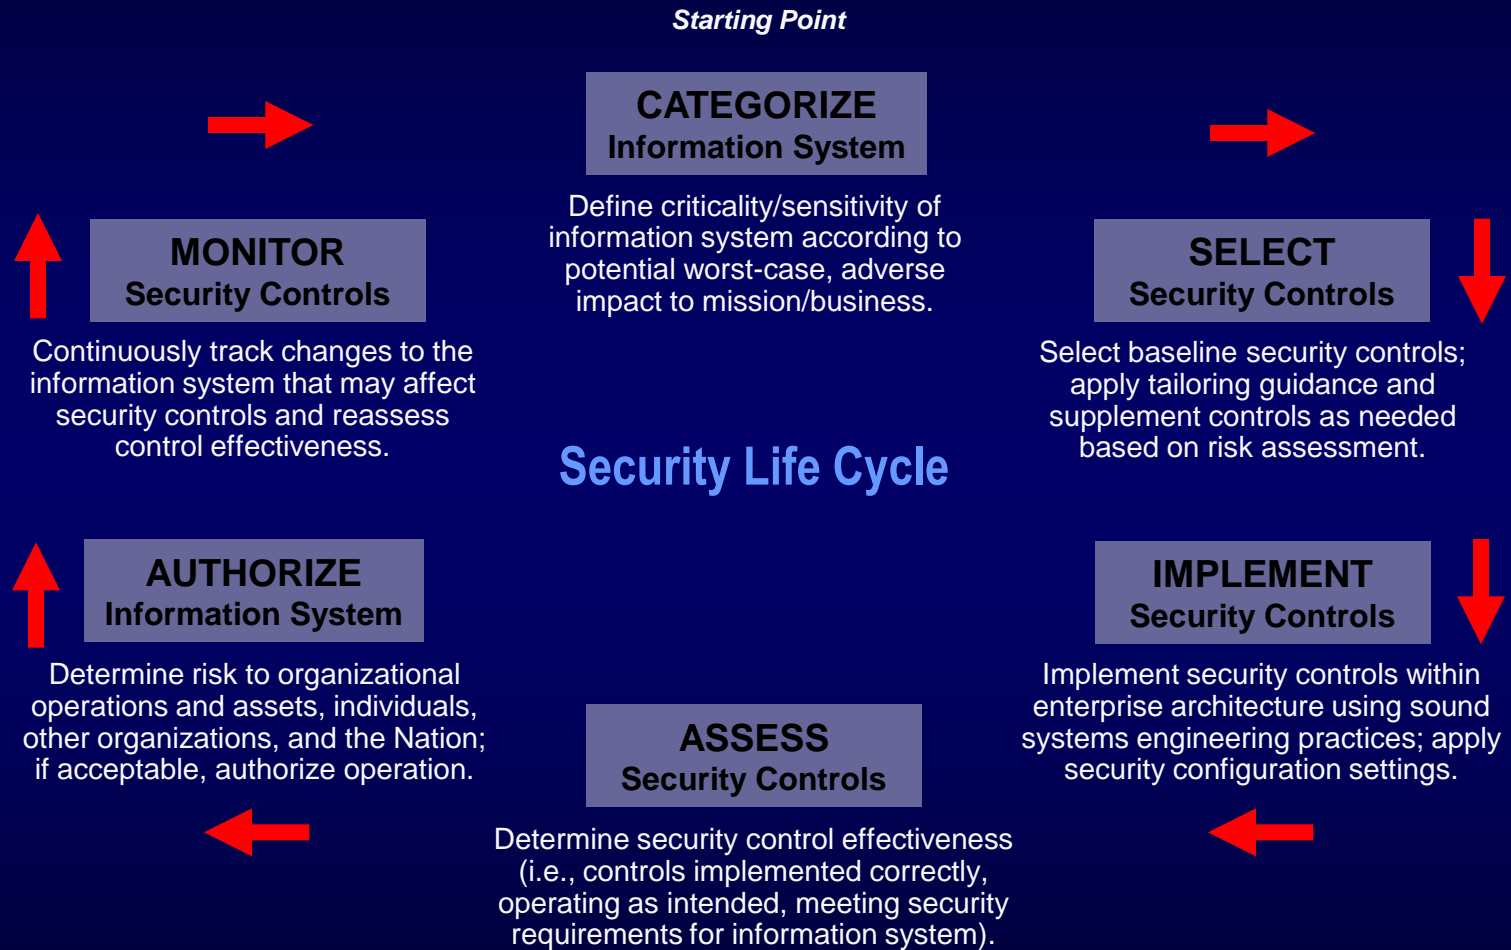 Starting Point
CATEGORIZE
Information System
Define criticality/sensitivity of
information system according to
potential worst-case, adverse
impact to mission/business.
MONITOR
Security Controls
Continuously track changes to the
information system that may affect
security controls and reassess
control effectiveness.
SELECT
Security Controls
Select baseline security controls;
apply tailoring guidance and
supplement controls as needed
based on risk assessment.
Security Life Cycle
AUTHORIZE
Information System
Determine risk to organizational
operations and assets, individuals,
other organizations, and the Nation;
if acceptable, authorize operation.
IMPLEMENT
Security Controls
Implement security controls within
enterprise architecture using sound
systems engineering practices; apply
security configuration settings.
ASSESS
Security Controls
Determine security control effectiveness
(i.e., controls implemented correctly,
operating as intended, meeting security
requirements for information system).